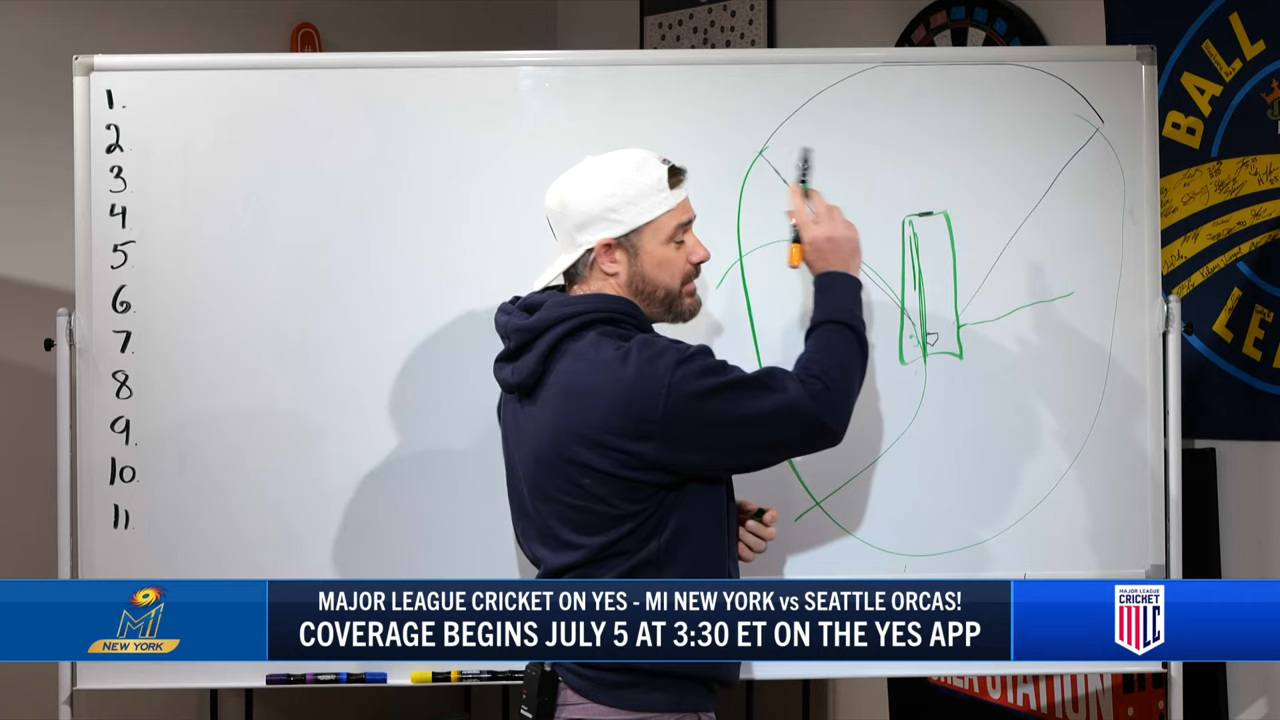 1.
2
3.
4
5.
6
7.
8
9.
10.
11.
BALL
LE
MI
NEW YORK
MAJOR LEAGUE CRICKET ON YES - MI NEW YORK vs SEATTLE ORCAS!
COVERAGE BEGINS JULY 5 AT 3:30 ET ON THE YES APP
MAJOR LEAGUE
CRICKET
MLC
STATION